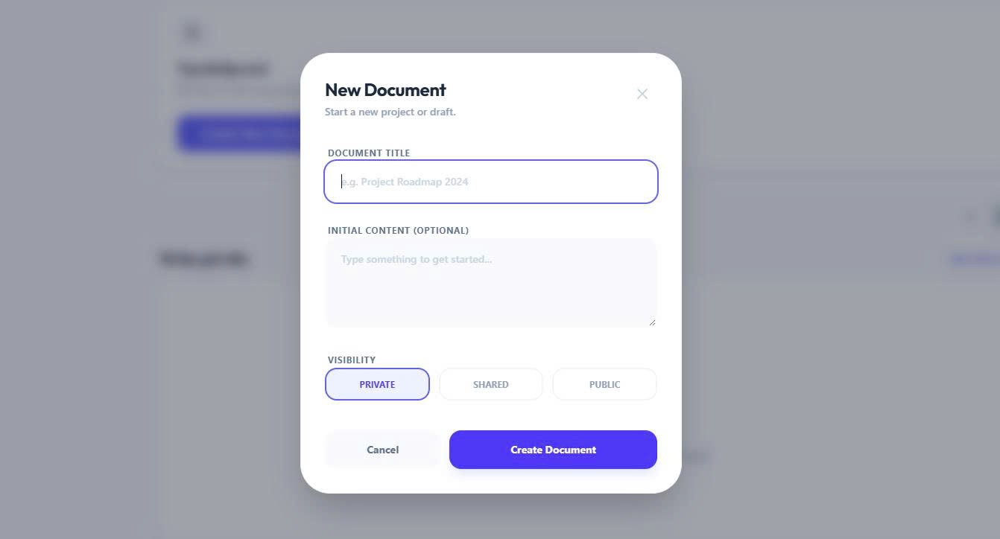 New Document
Start a new project or draft.
DOCUMENT TITLE
e.g. Project Roadmap 2024
INITIAL CONTENT (OPTIONAL)
Type something to get started...
VISIBILITY
PRIVATE
SHARED
PUBLIC
Cancel
Create Document